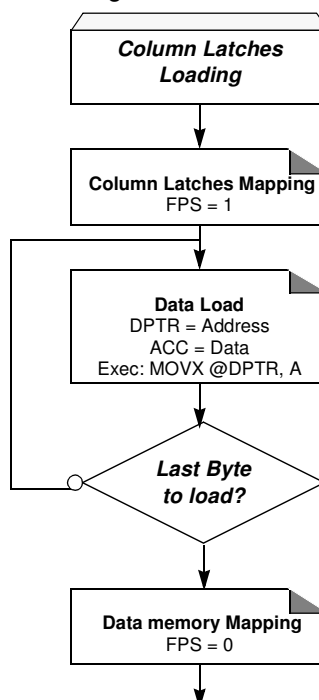 Column Latches
Loading
Column Latches Mapping
FPS = 1
Data Load
DPTR = Address
ACC = Data
Exec: MOVX @DPTR, A
Last Byte
to load?
Data memory Mapping
FPS = 0